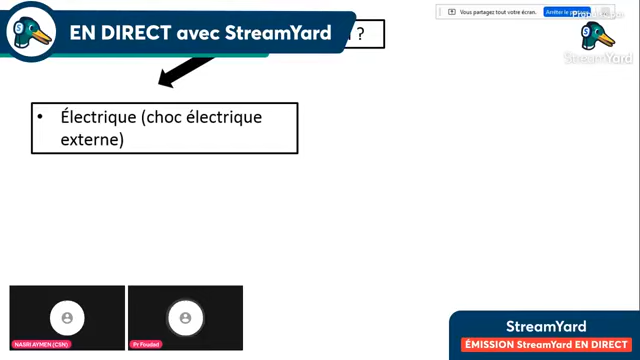 EN DIRECT avec StreamYard
?
Vous partagez tout votre écran.
StreamYard
• Électrique (choc électrique
externe)
NASRI AYMEN (CSN)
Pr Foudad
StreamYard
ÉMISSION StreamYard EN DIRECT